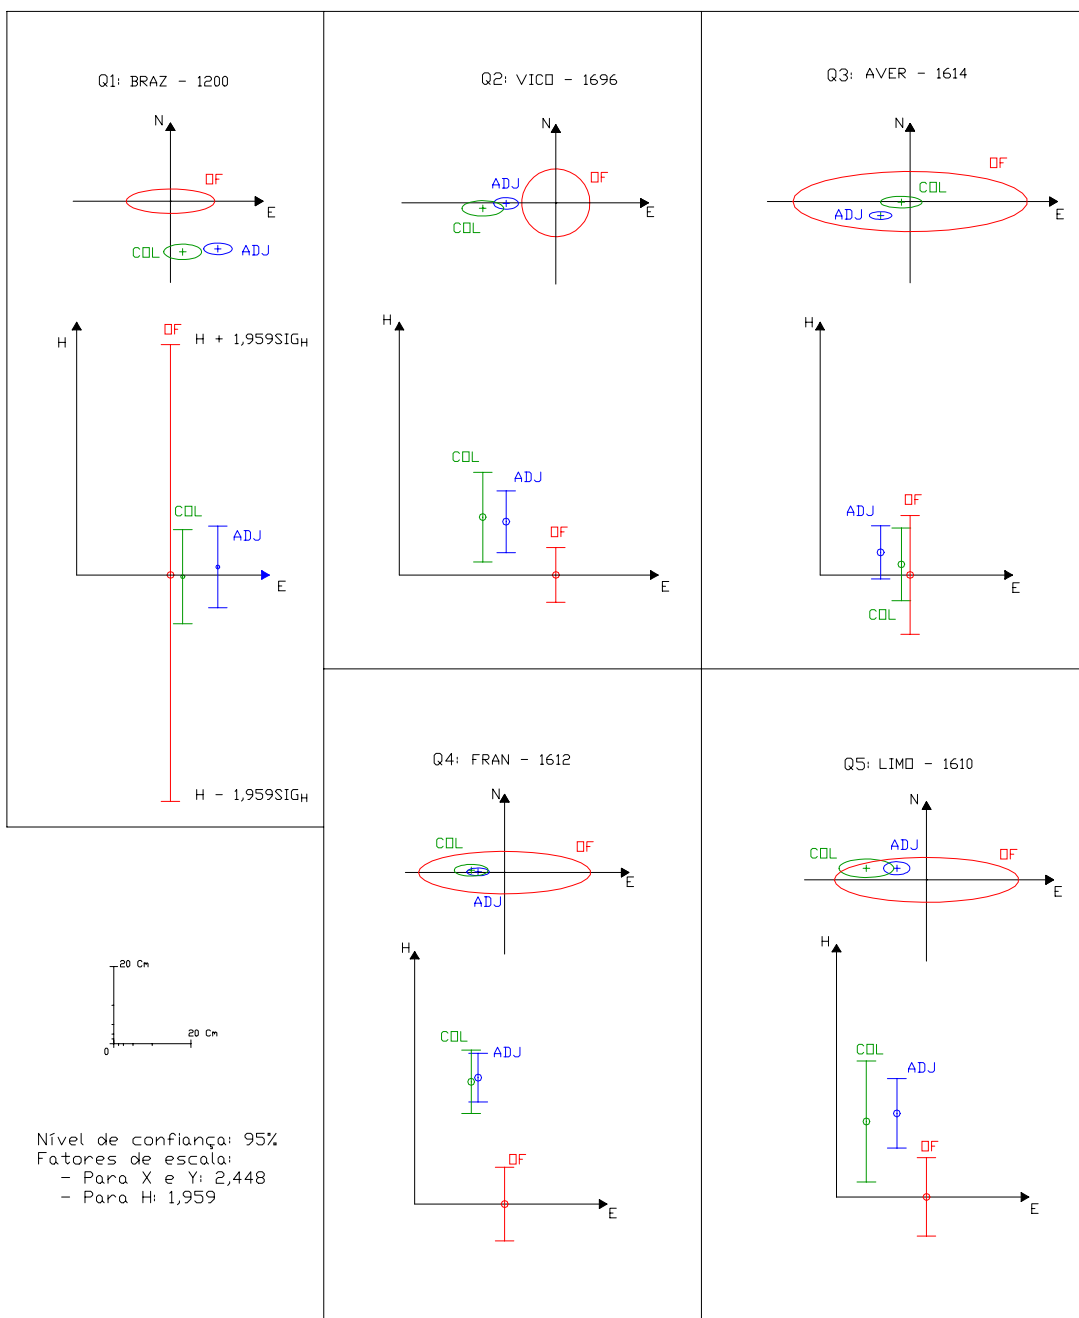 Q1: BRAZ - 1200
N
OF
E
COL
ADJ
H
OF
H + 1,959SIGH
COL
ADJ
E
H - 1,959SIGH
Q2: VICO - 1696
N
ADJ
OF
E
COL
H
COL
ADJ
OF
E
Q3: AVER - 1614
N
OF
COL
ADJ
E
H
OF
ADJ
COL
E
Q4: FRAN - 1612
N
COL
OF
E
ADJ
H
COL
ADJ
OF
E
Q5: LIMO - 1610
N
ADJ
COL
OF
E
H
COL
ADJ
OF
E
20 Cm
20 Cm
0
Nível de confiança: 95%
Fatores de escala:
- Para X e Y: 2,448
- Para H: 1,959